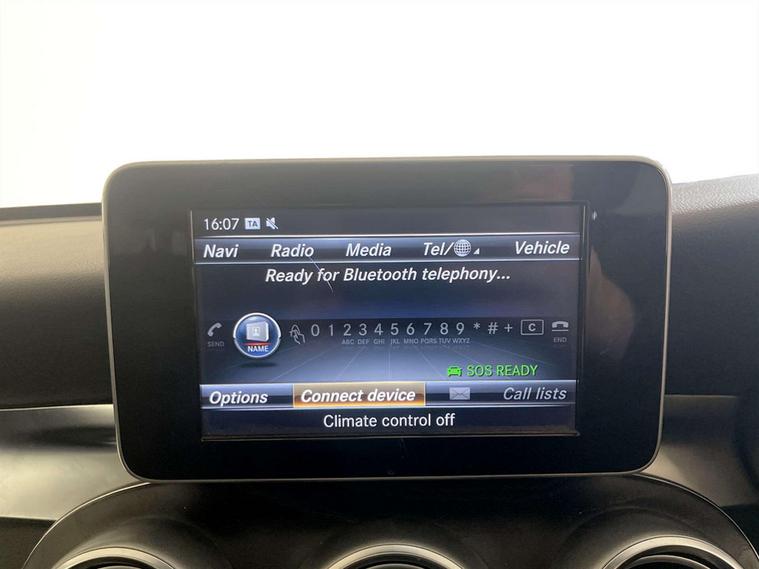 16:07 TA
Navi Radio Media Tel/ Vehicle
Ready for Bluetooth telephony...
SEND NAME 0 1 2 3 4 5 6 7 8 9 * # + C END
ABC DEF GHI JKL MNO PQRS TUV WXYZ
SOS READY
Options Connect device Call lists
Climate control off